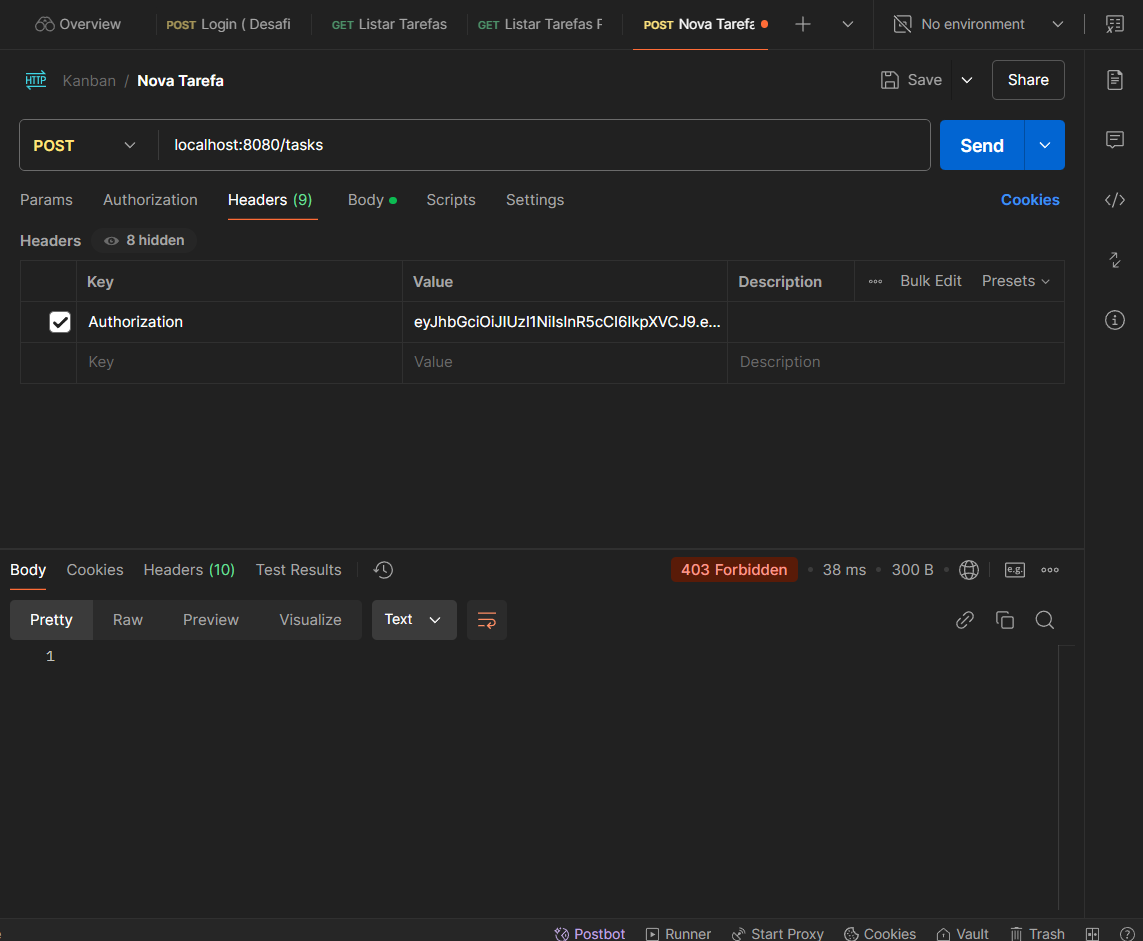 Overview
POST Login ( Desafi
GET Listar Tarefas
GET Listar Tarefas F
POST Nova Tarefa
No environment
HTTP
Kanban / Nova Tarefa
Save
Share
POST
localhost:8080/tasks
Send
Params
Authorization
Headers (9)
Body
Scripts
Settings
Cookies
Headers
8 hidden
Key
Value
Description
Bulk Edit
Presets
Authorization
eyJhbGciOiJIUzI1NiIsInR5cCI6IkpXVCJ9.e...
Key
Value
Description
Body
Cookies
Headers (10)
Test Results
403 Forbidden
38 ms
300 B
e.g.
Pretty
Raw
Preview
Visualize
Text
1
Postbot
Runner
Start Proxy
Cookies
Vault
Trash